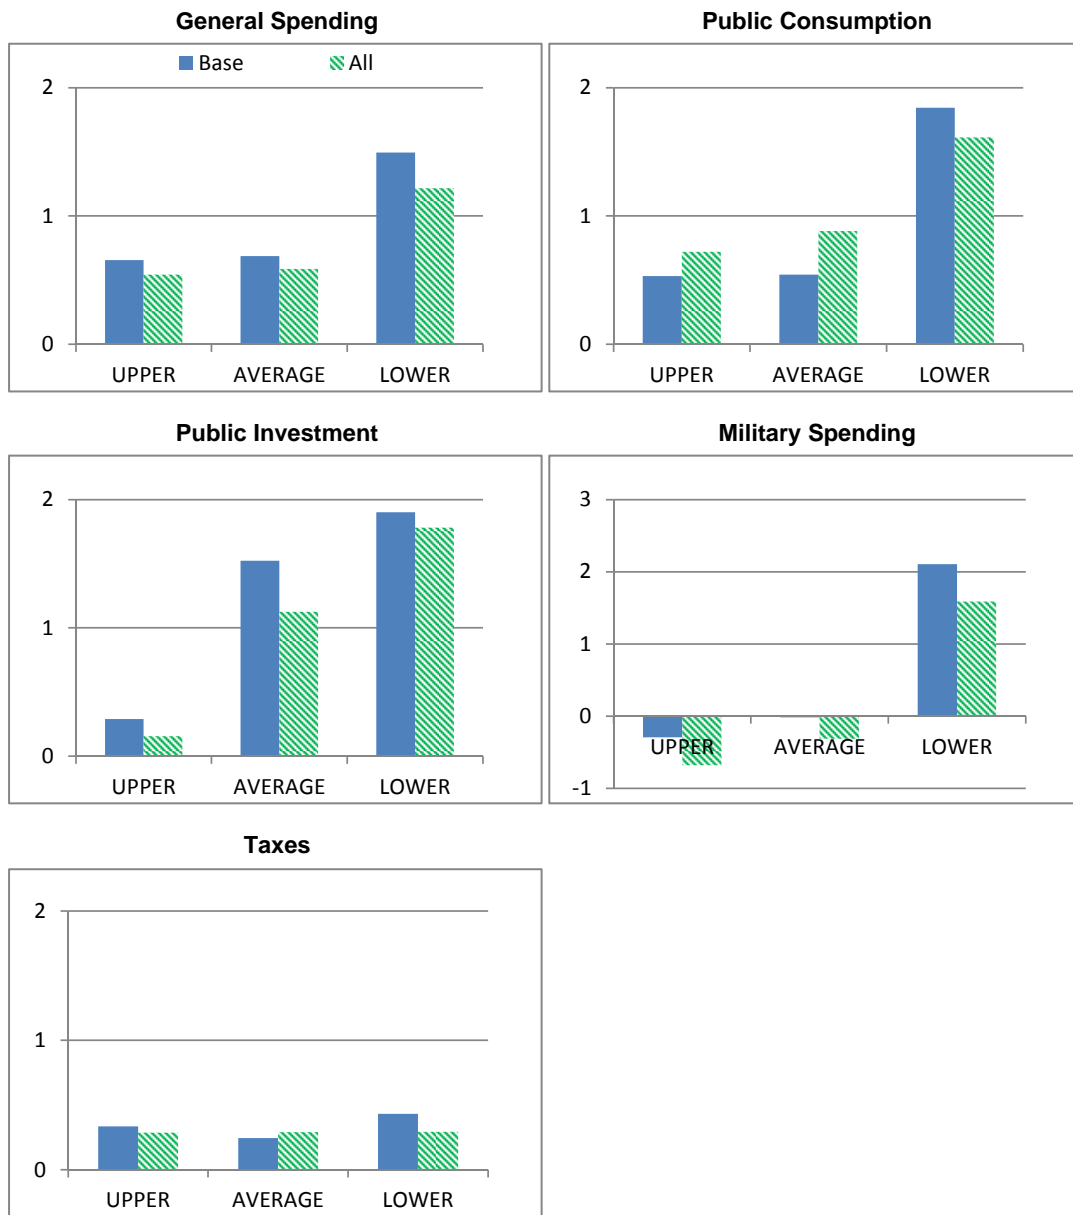 General Spending
Base All
2
1
0
UPPER AVERAGE LOWER
Public Consumption
2
1
0
UPPER AVERAGE LOWER
Public Investment
2
1
0
UPPER AVERAGE LOWER
Military Spending
3
2
1
0
-1
UPPER AVERAGE LOWER
Taxes
2
1
0
UPPER AVERAGE LOWER